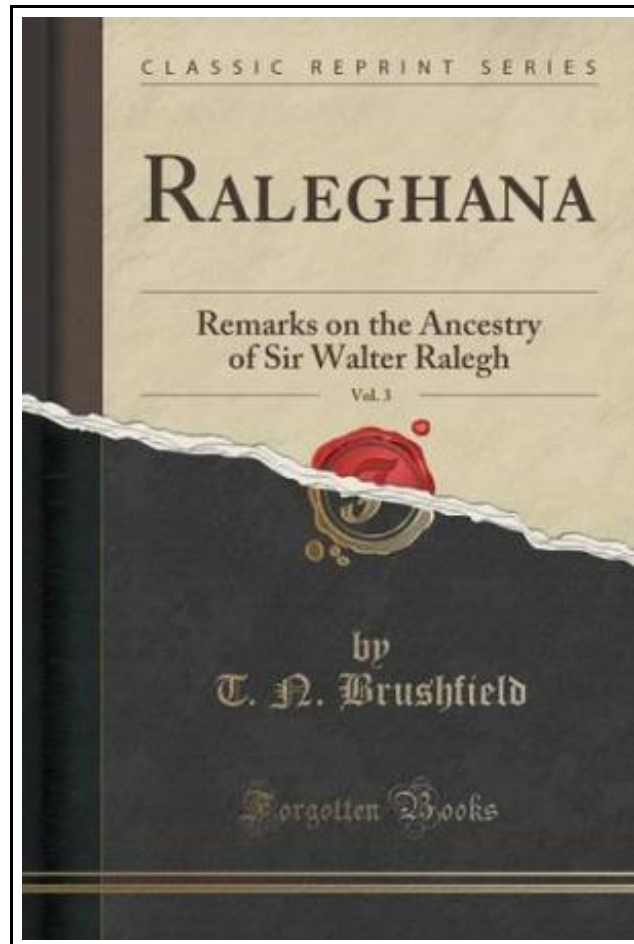 CLASSIC REPRINT SERIES
RALEGHANA
Remarks on the Ancestry
of Sir Walter Ralegh
Vol. 3
by
T. N. Brushfield
Forgotten Books